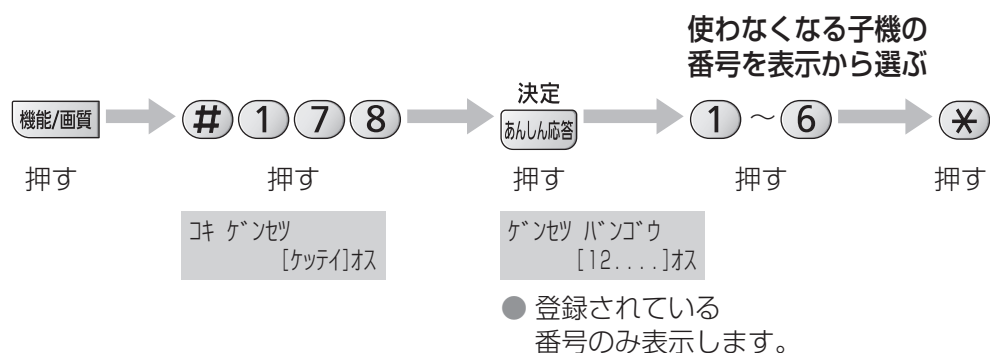 使わなくなる子機の
番号を表示から選ぶ
決定
機能/画質 # 1 7 8 あんしん応答 1 ～ 6 ＊
押す 押す 押す 押す 押す
コキ ゲンセツ
[ケッテイ]オス
ゲンセツ バンゴウ
[12....]オス
● 登録されている
番号のみ表示します。